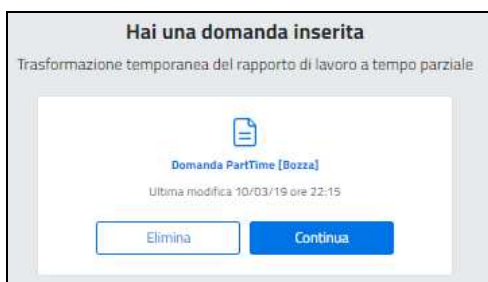 Hai una domanda inserita
Trasformazione temporanea del rapporto di lavoro a tempo parziale
Domanda PartTime [Bozza]
Ultima modifica 10/03/19 ore 22:15
Elimina
Continua